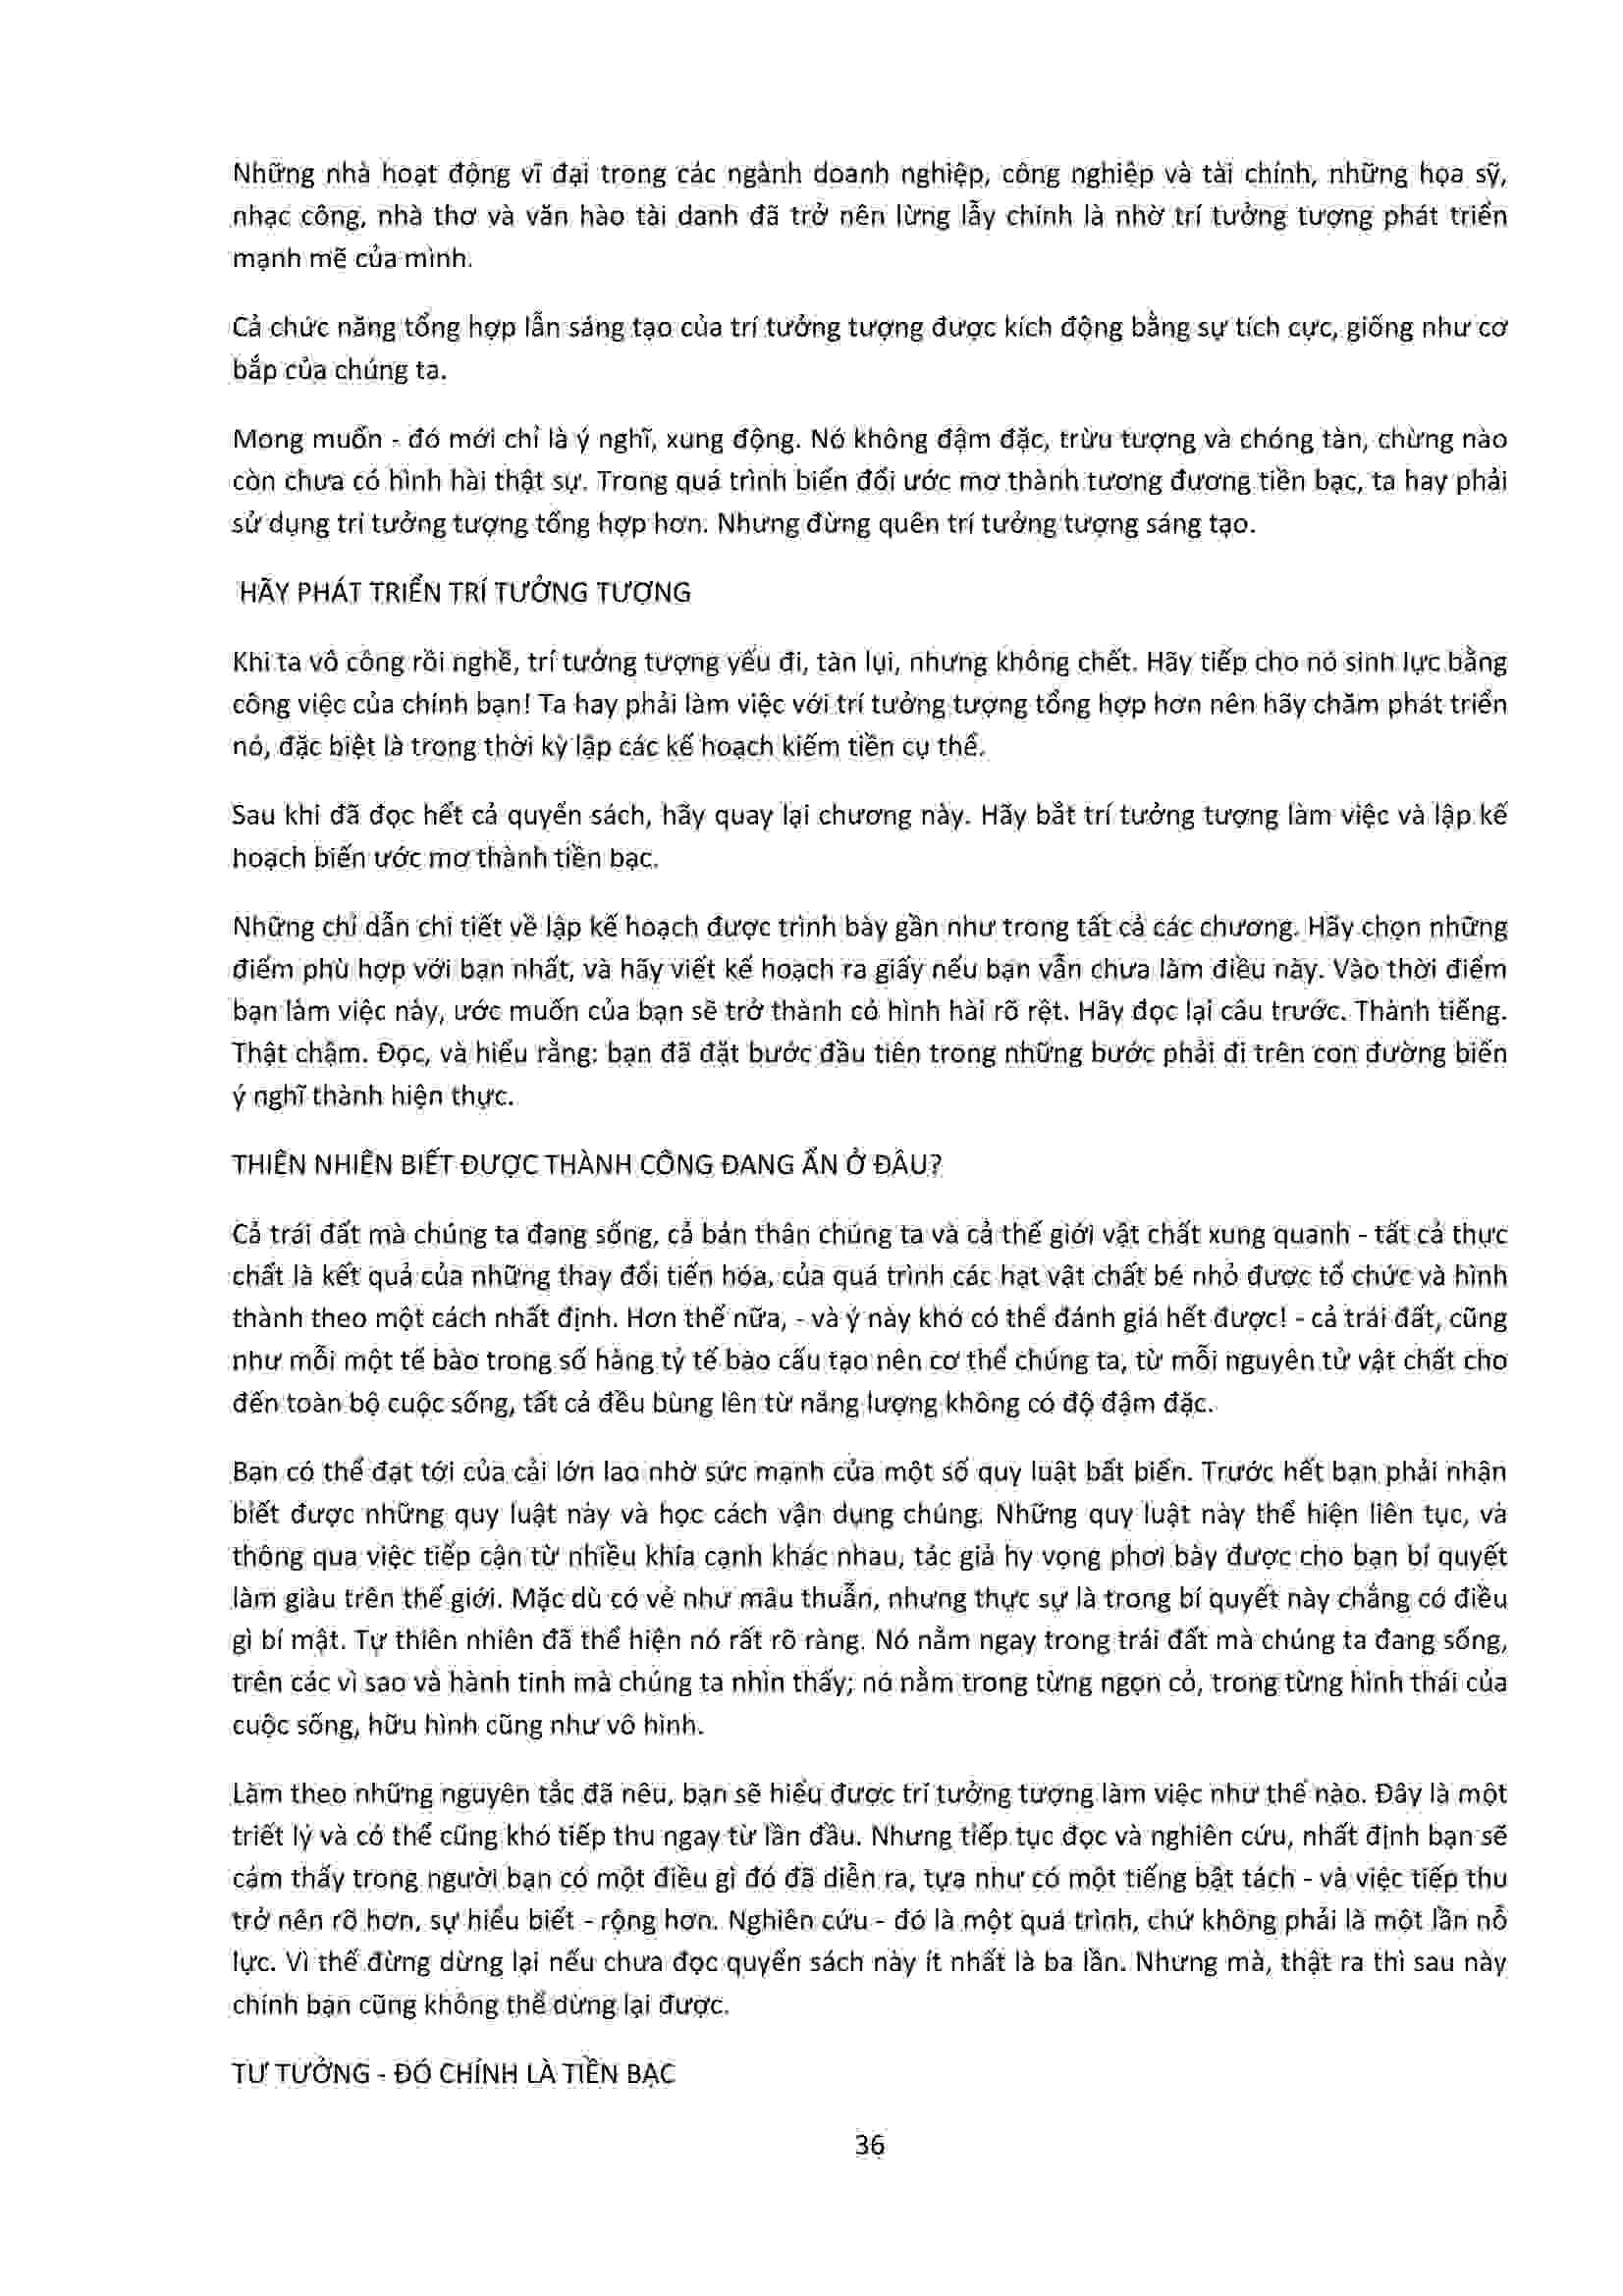 Những nhà hoạt động vĩ đại trong các ngành doanh nghiệp, công nghiệp và tài chính, những họa sỹ,
nhạc công, nhà thơ và văn hào tài danh đã trở nên lừng lẫy chính là nhờ trí tưởng tượng phát triển
mạnh mẽ của mình.
Cả chức năng tổng hợp lẫn sáng tạo của trí tưởng tượng được kích động bằng sự tích cực, giống như cơ
bắp của chúng ta.
Mong muốn - đó mới chỉ là ý nghĩ, xung động. Nó không đậm đặc, trừu tượng và chóng tàn, chừng nào
còn chưa có hình hài thật sự. Trong quá trình biến đổi ước mơ thành tương đương tiền bạc, ta hay phải
sử dụng trí tưởng tượng tổng hợp hơn. Nhưng đừng quên trí tưởng tượng sáng tạo.
HÃY PHÁT TRIỂN TRÍ TƯỞNG TƯỢNG
Khi ta vô công rồi nghề, trí tưởng tượng yếu đi, tàn lụi, nhưng không chết. Hãy tiếp cho nó sinh lực bằng
công việc của chính bạn! Ta hay phải làm việc với trí tưởng tượng tổng hợp hơn nên hãy chăm phát triển
nó, đặc biệt là trong thời kỳ lập các kế hoạch kiếm tiền cụ thể.
Sau khi đã đọc hết cả quyển sách, hãy quay lại chương này. Hãy bắt trí tưởng tượng làm việc và lập kế
hoạch biến ước mơ thành tiền bạc.
Những chỉ dẫn chi tiết về lập kế hoạch được trình bày gần như trong tất cả các chương. Hãy chọn những
điểm phù hợp với bạn nhất, và hãy viết kế hoạch ra giấy nếu bạn vẫn chưa làm điều này. Vào thời điểm
bạn làm việc này, ước muốn của bạn sẽ trở thành có hình hài rõ rệt. Hãy đọc lại câu trước. Thành tiếng.
Thật chậm. Đọc, và hiểu rằng: bạn đã đặt bước đầu tiên trong những bước phải đi trên con đường biến
ý nghĩ thành hiện thực.
THIÊN NHIÊN BIẾT ĐƯỢC THÀNH CÔNG ĐANG ẨN Ở ĐÂU?
Cả trái đất mà chúng ta đang sống, cả bản thân chúng ta và cả thế giới vật chất xung quanh - tất cả thực
chất là kết quả của những thay đổi tiến hóa, của quá trình các hạt vật chất bé nhỏ được tổ chức và hình
thành theo một cách nhất định. Hơn thế nữa, - và ý này khó có thể đánh giá hết được! - cả trái đất, cũng
như mỗi một tế bào trong số hàng tỷ tế bào cấu tạo nên cơ thể chúng ta, từ mỗi nguyên tử vật chất cho
đến toàn bộ cuộc sống, tất cả đều bùng lên từ năng lượng không có độ đậm đặc.
Bạn có thể đạt tới của cải lớn lao nhờ sức mạnh của một số quy luật bất biến. Trước hết bạn phải nhận
biết được những quy luật này và học cách vận dụng chúng. Những quy luật này thể hiện liên tục, và
thông qua việc tiếp cận từ nhiều khía cạnh khác nhau, tác giả hy vọng phơi bày được cho bạn bí quyết
làm giàu trên thế giới. Mặc dù có vẻ như mâu thuẫn, nhưng thực sự là trong bí quyết này chẳng có điều
gì bí mật. Tự thiên nhiên đã thể hiện nó rất rõ ràng. Nó nằm ngay trong trái đất mà chúng ta đang sống,
trên các vì sao và hành tinh mà chúng ta nhìn thấy; nó nằm trong từng ngọn cỏ, trong từng hình thái của
cuộc sống, hữu hình cũng như vô hình.
Làm theo những nguyên tắc đã nêu, bạn sẽ hiểu được trí tưởng tượng làm việc như thế nào. Đây là một
triết lý và có thể cũng khó tiếp thu ngay từ lần đầu. Nhưng tiếp tục đọc và nghiên cứu, nhất định bạn sẽ
cảm thấy trong người bạn có một điều gì đó đã diễn ra, tựa như có một tiếng bật tách - và việc tiếp thu
trở nên rõ hơn, sự hiểu biết - rộng hơn. Nghiên cứu - đó là một quá trình, chứ không phải là một lần nỗ
lực. Vì thế đừng dừng lại nếu chưa đọc quyển sách này ít nhất là ba lần. Nhưng mà, thật ra thì sau này
chính bạn cũng không thể dừng lại được.
TƯ TƯỞNG - ĐÓ CHÍNH LÀ TIỀN BẠC
36